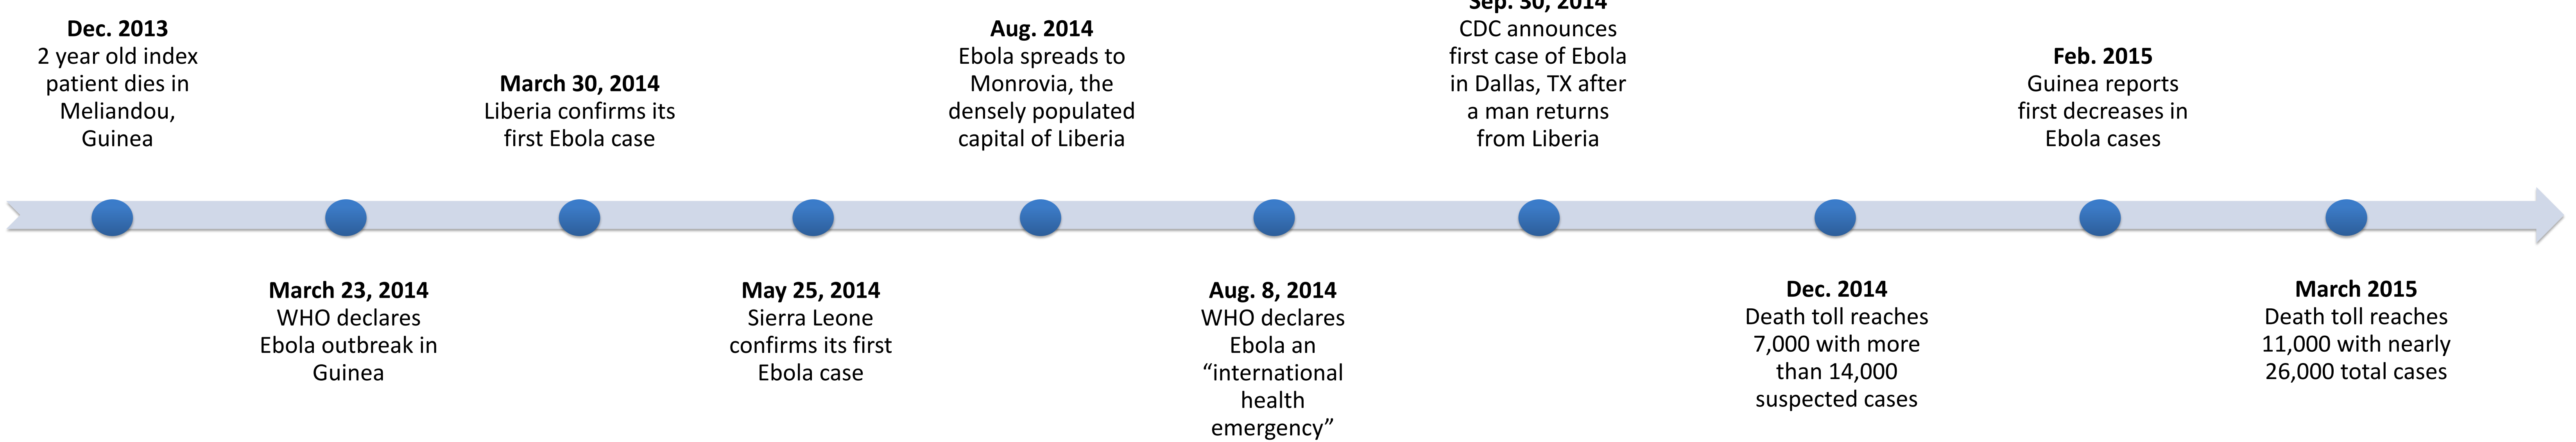 Dec. 2013
2 year old index
patient dies in
Meliandou,
Guinea
March 23, 2014
WHO declares
Ebola outbreak in
Guinea
March 30, 2014
Liberia confirms its
first Ebola case
May 25, 2014
Sierra Leone
confirms its first
Ebola case
Aug. 2014
Ebola spreads to
Monrovia, the
densely populated
capital of Liberia
Aug. 8, 2014
WHO declares
Ebola an
“international
health
emergency”
Sep. 30, 2014
CDC announces
first case of Ebola
in Dallas, TX after
a man returns
from Liberia
Dec. 2014
Death toll reaches
7,000 with more
than 14,000
suspected cases
Feb. 2015
Guinea reports
first decreases in
Ebola cases
March 2015
Death toll reaches
11,000 with nearly
26,000 total cases